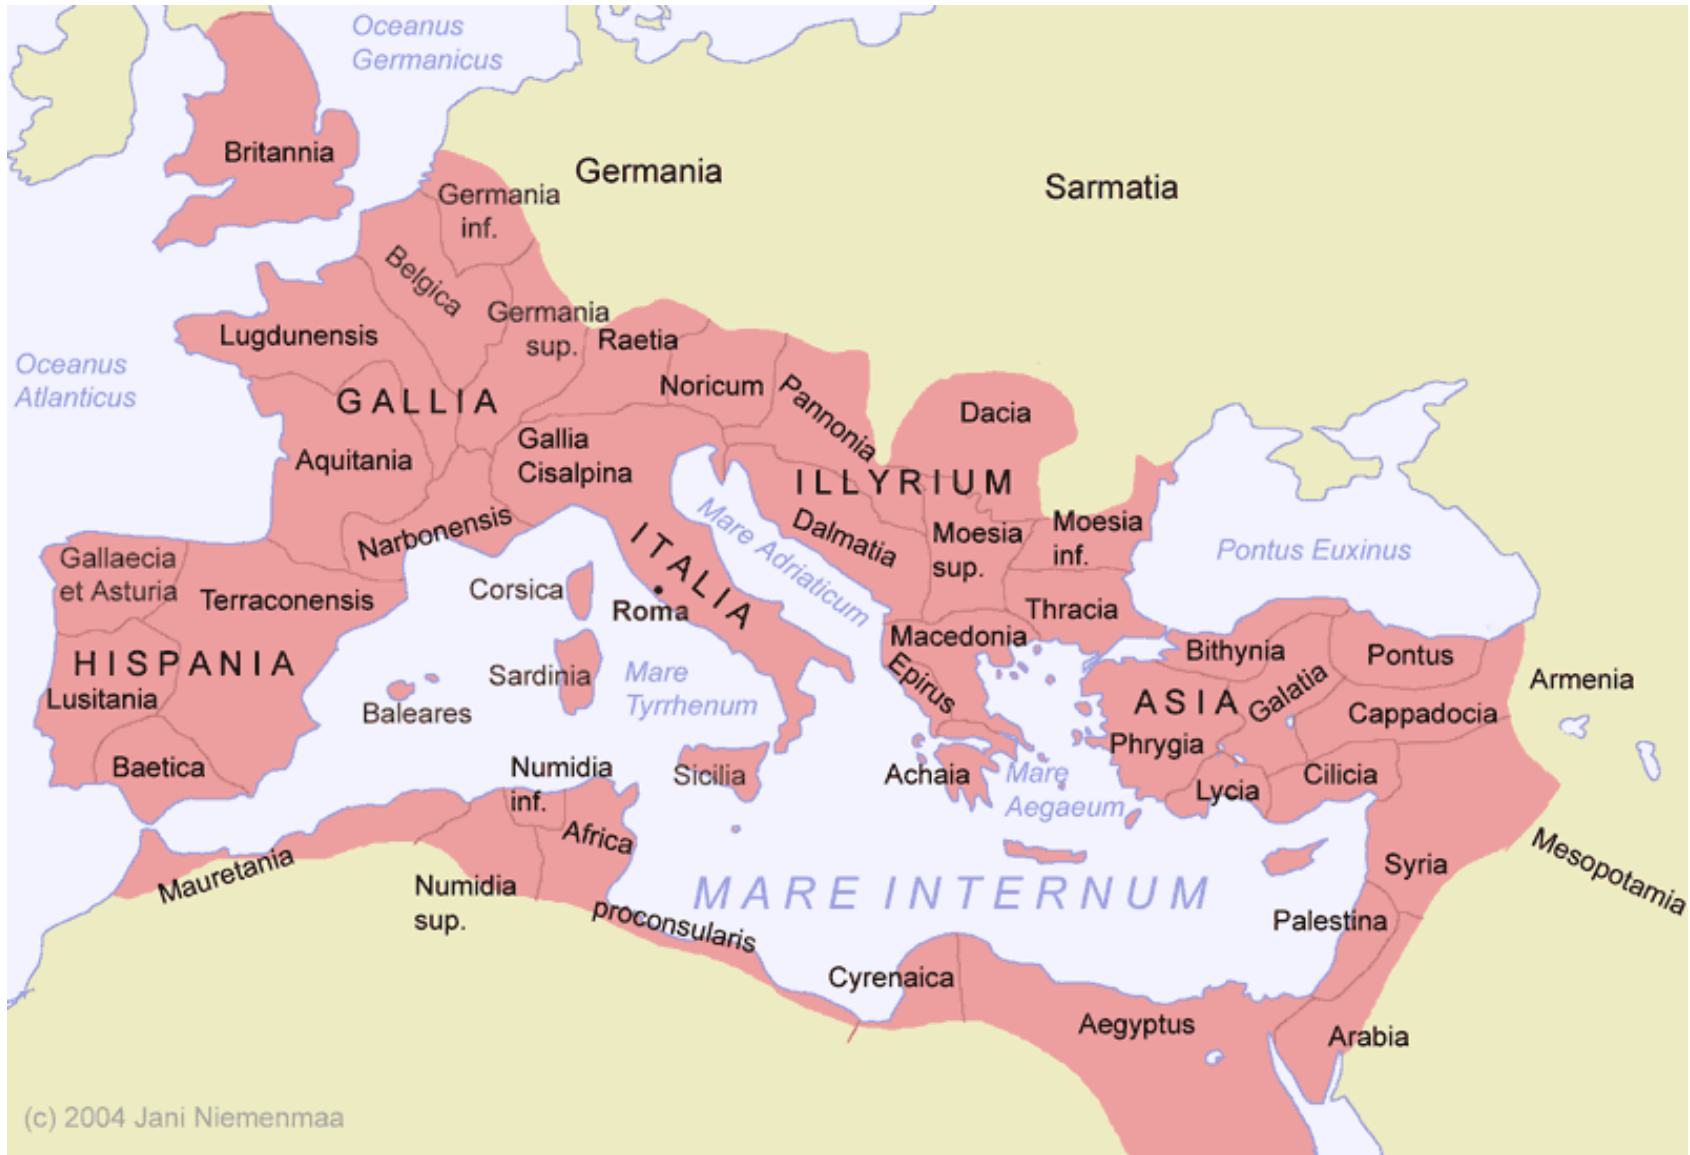 Oceanus
Germanicus
Britannia
Germania
Sarmatia
Germania
inf.
Belgica
Germania
sup.
Lugdunensis
Raetia
Oceanus
Atlanticus
GALLIA
Noricum
Pannonia
Dacia
Aquitania
Gallia
Cisalpina
ILLYRIUM
Narbonensis
Mare Adriaticum
Dalmatia
Moesia
sup.
Moesia
inf.
Pontus Euxinus
Gallaecia
et Asturia
Terraconensis
Corsica
ITALIA
Roma
Thracia
Macedonia
Bithynia
Pontus
HISPANIA
Lusitania
Sardinia
Mare
Tyrrhenum
Epirus
ASIA
Galatia
Armenia
Baleares
Cappadocia
Phrygia
Baetica
Numidia
inf.
Sicilia
Achaia
Mare
Aegaeum
Lycia
Cilicia
Africa
Mauretania
Numidia
sup.
MARE INTERNUM
Syria
Mesopotamia
proconsularis
Palestina
Cyrenaica
Aegyptus
Arabia
(c) 2004 Jani Niemenmaa